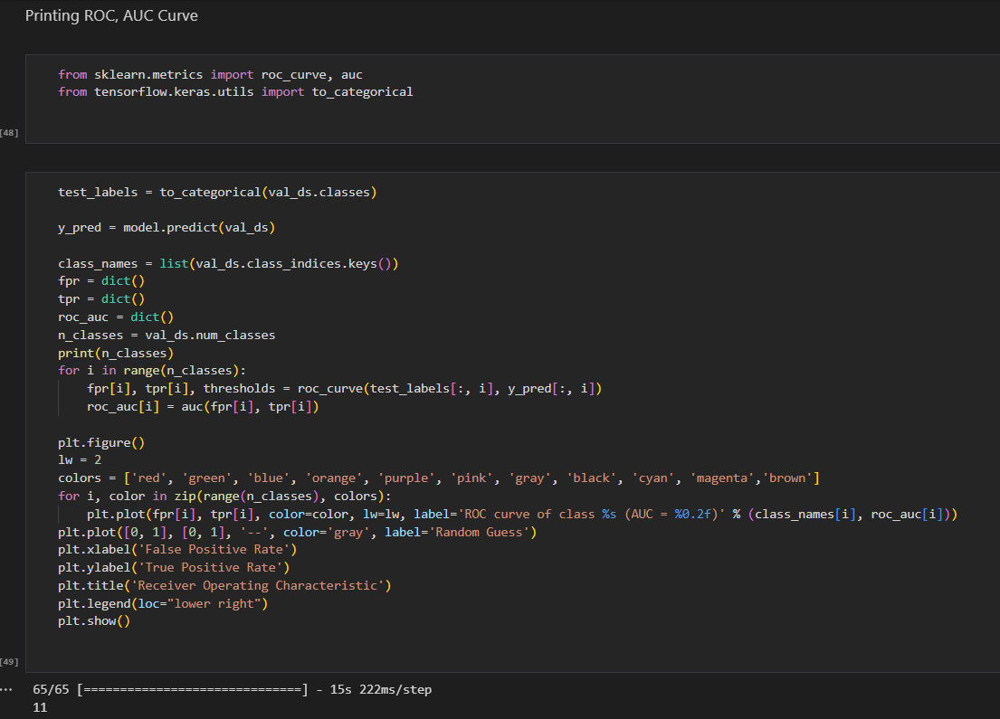 Printing ROC, AUC Curve
from sklearn.metrics import roc_curve, auc
from tensorflow.keras.utils import to_categorical
[48]
test_labels = to_categorical(val_ds.classes)
y_pred = model.predict(val_ds)
class_names = list(val_ds.class_indices.keys())
fpr = dict()
tpr = dict()
roc_auc = dict()
n_classes = val_ds.num_classes
print(n_classes)
for i in range(n_classes):
    fpr[i], tpr[i], thresholds = roc_curve(test_labels[:, i], y_pred[:, i])
    roc_auc[i] = auc(fpr[i], tpr[i])
plt.figure()
lw = 2
colors = ['red', 'green', 'blue', 'orange', 'purple', 'pink', 'gray', 'black', 'cyan', 'magenta','brown']
for i, color in zip(range(n_classes), colors):
    plt.plot(fpr[i], tpr[i], color=color, lw=lw, label='ROC curve of class %s (AUC = %0.2f)' % (class_names[i], roc_auc[i]))
plt.plot([0, 1], [0, 1], '--', color='gray', label='Random Guess')
plt.xlabel('False Positive Rate')
plt.ylabel('True Positive Rate')
plt.title('Receiver Operating Characteristic')
plt.legend(loc="lower right")
plt.show()
[49]
... 65/65 [==============================] - 15s 222ms/step
11